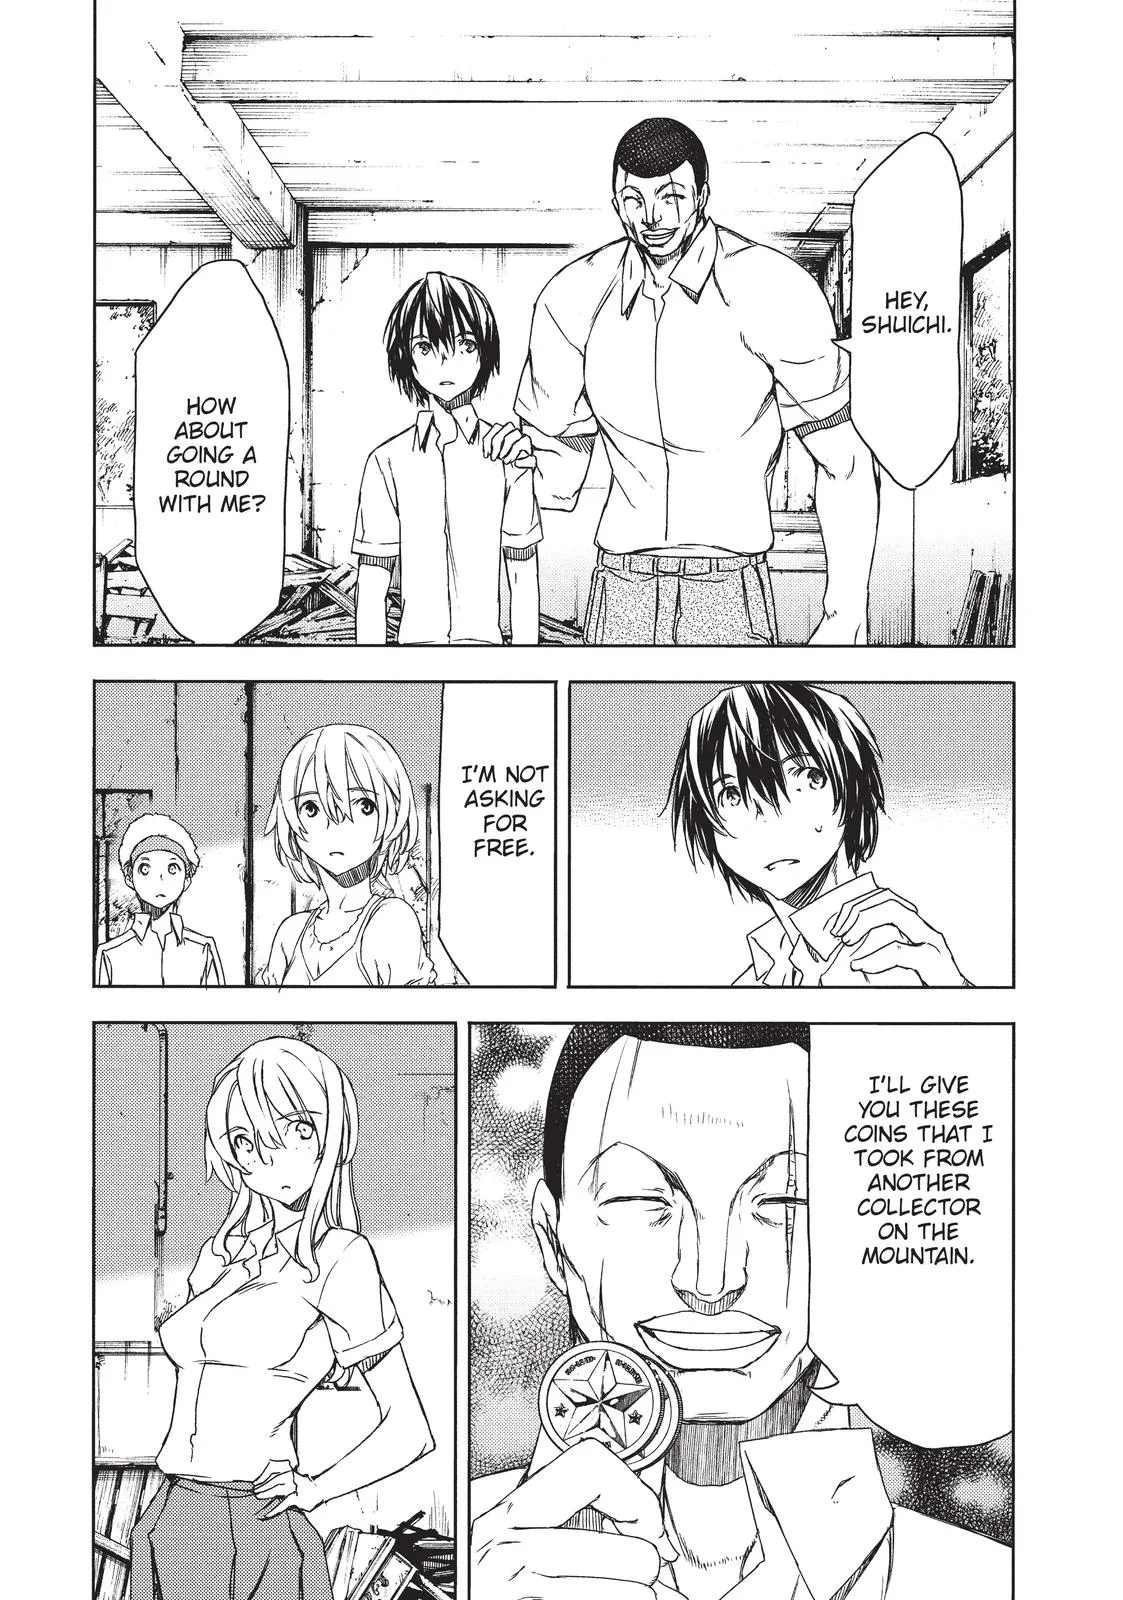 HEY,
SHUICHI.
HOW
ABOUT
GOING A
ROUND
WITH ME?
I'M NOT
ASKING
FOR
FREE.
I'LL GIVE
YOU THESE
COINS THAT I
TOOK FROM
ANOTHER
COLLECTOR
ON THE
MOUNTAIN.